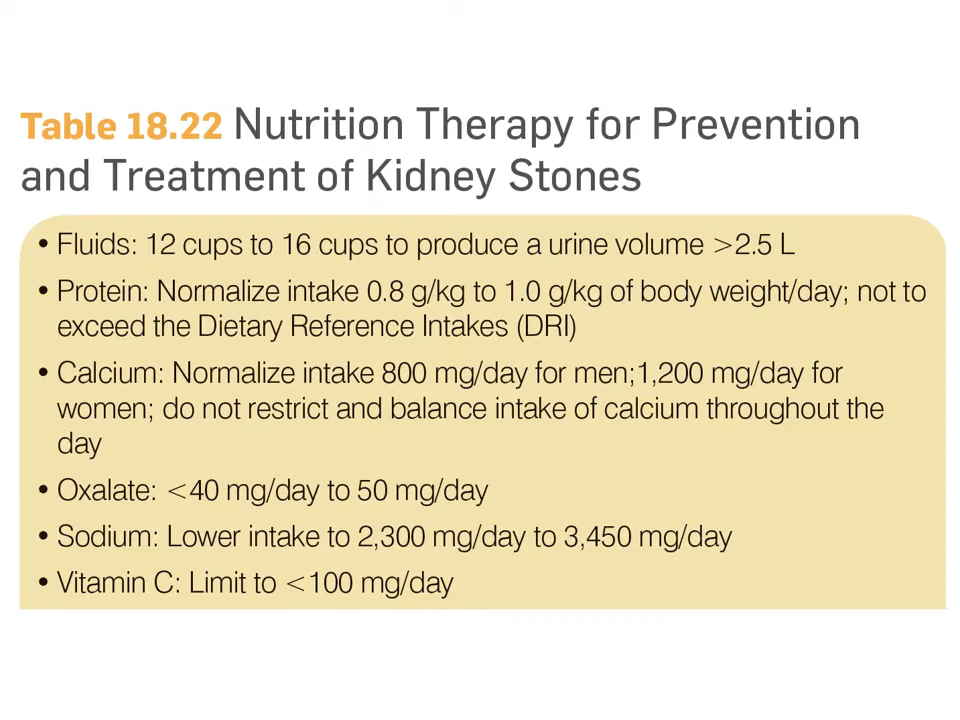 Table 18.22 Nutrition Therapy for Prevention
and Treatment of Kidney Stones
• Fluids: 12 cups to 16 cups to produce a urine volume >2.5 L
• Protein: Normalize intake 0.8 g/kg to 1.0 g/kg of body weight/day; not to
exceed the Dietary Reference Intakes (DRI)
• Calcium: Normalize intake 800 mg/day for men;1,200 mg/day for
women; do not restrict and balance intake of calcium throughout the
day
• Oxalate: <40 mg/day to 50 mg/day
• Sodium: Lower intake to 2,300 mg/day to 3,450 mg/day
• Vitamin C: Limit to <100 mg/day